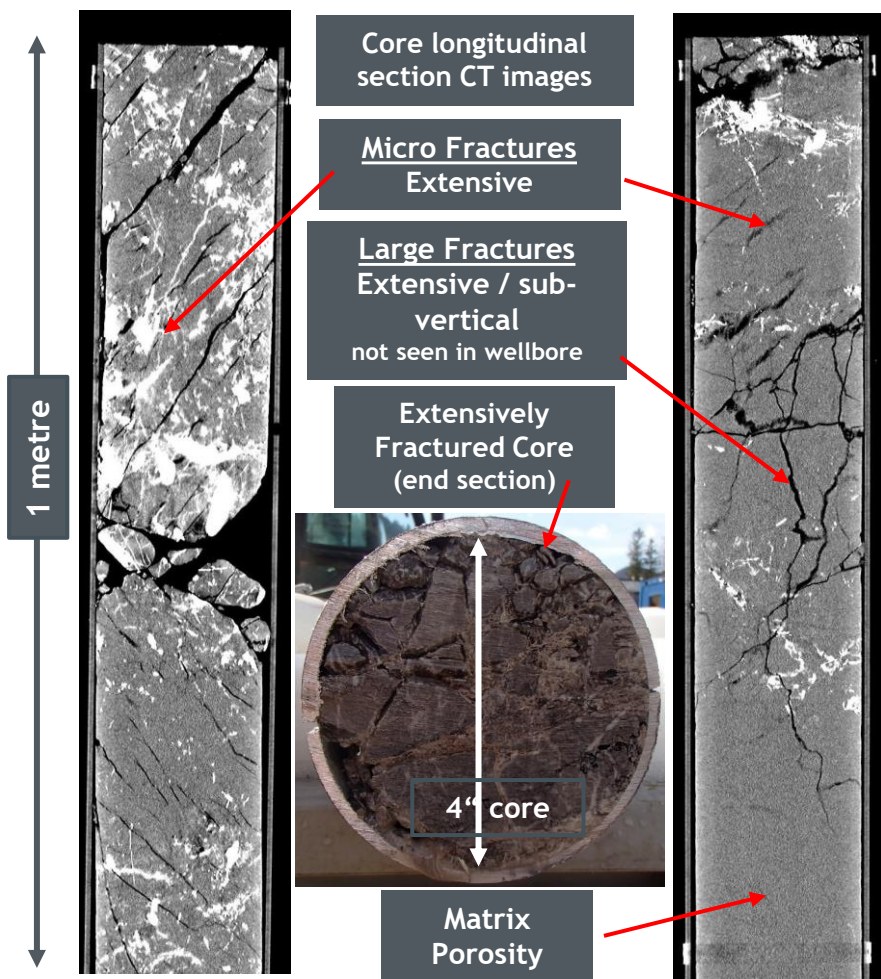 Core longitudinal
section CT images
Micro Fractures
Extensive
Large Fractures
Extensive / sub-
vertical
not seen in wellbore
1 metre
Extensively
Fractured Core
(end section)
4“ core
Matrix
Porosity